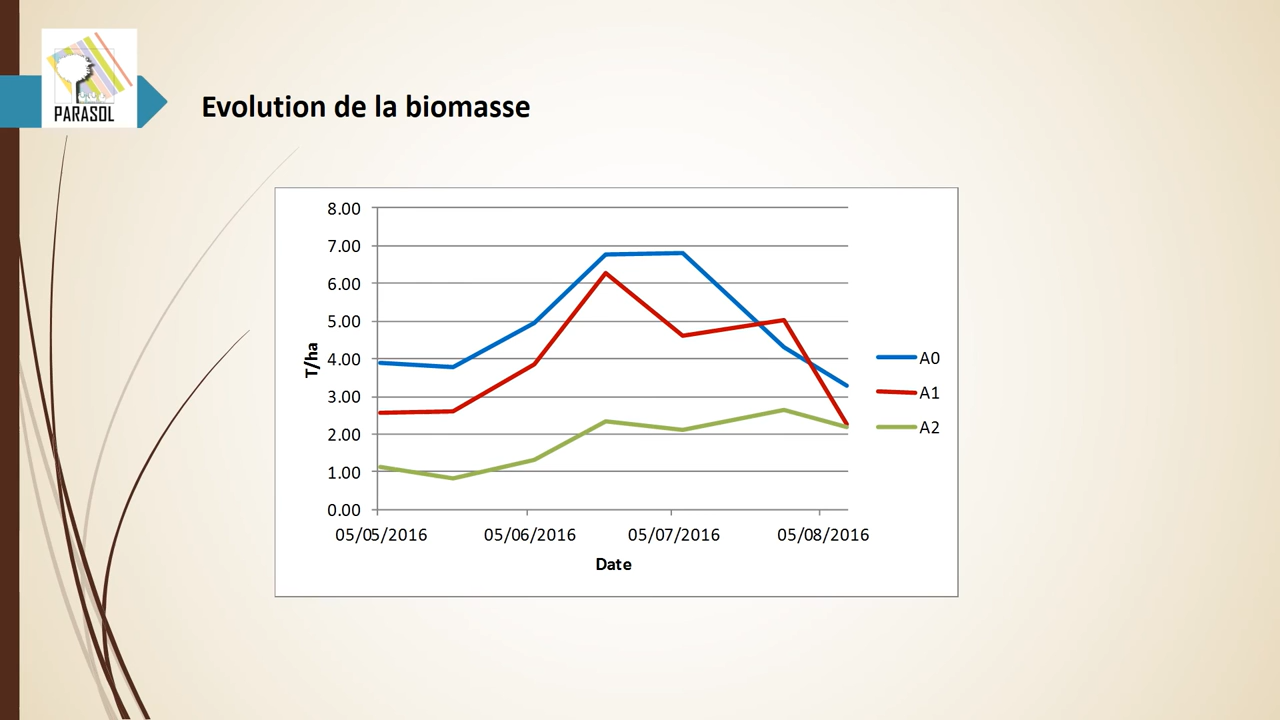 PARASOL
Evolution de la biomasse
8.00
7.00
6.00
5.00
4.00
3.00
2.00
1.00
0.00
T/ha
05/05/2016 05/06/2016 05/07/2016 05/08/2016
Date
A0
A1
A2